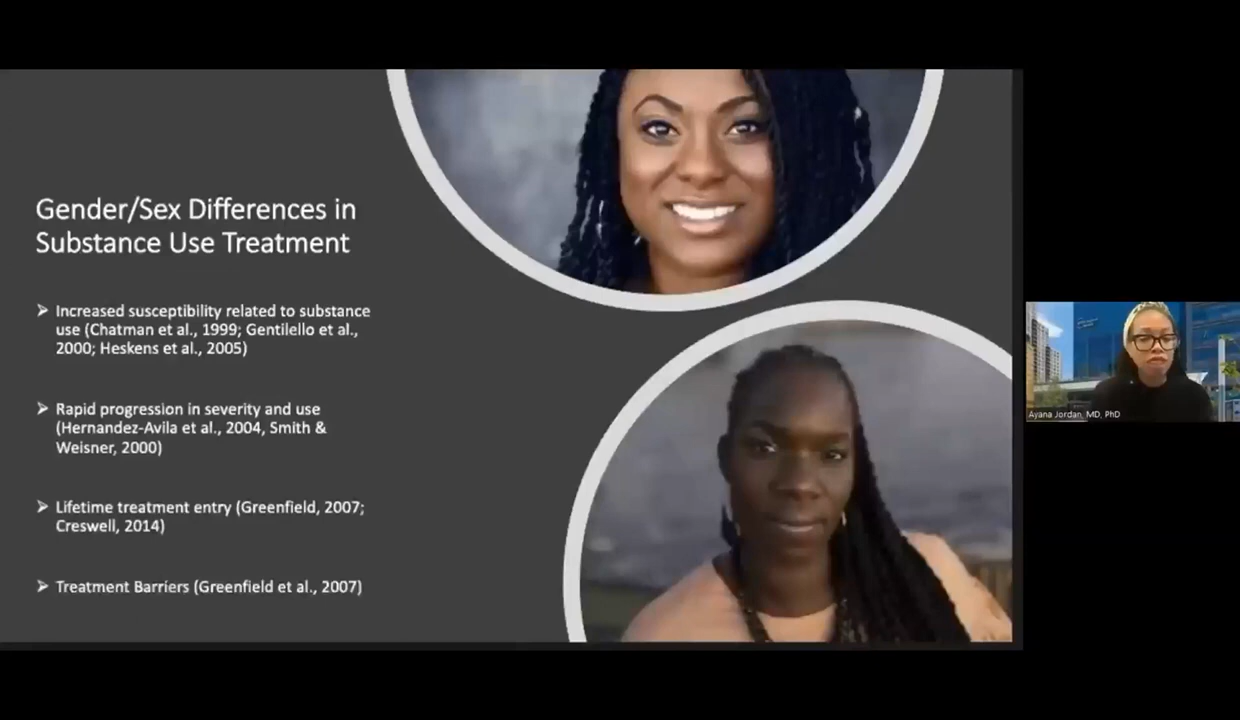 Gender/Sex Differences in
Substance Use Treatment
➢ Increased susceptibility related to substance
use (Chatman et al., 1999; Gentilello et al.,
2000; Heskens et al., 2005)
➢ Rapid progression in severity and use
(Hernandez-Avila et al., 2004, Smith &
Weisner, 2000)
➢ Lifetime treatment entry (Greenfield, 2007;
Creswell, 2014)
➢ Treatment Barriers (Greenfield et al., 2007)
Ayana Jordan, MD, PhD